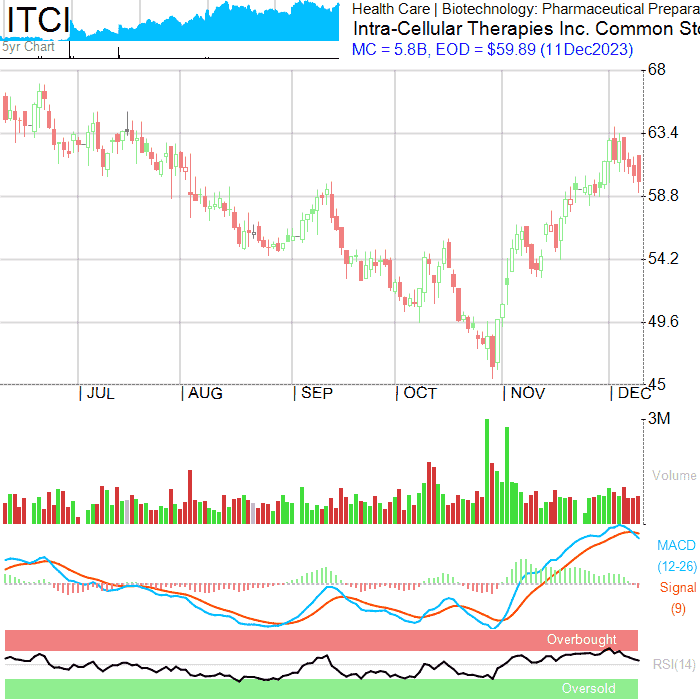 ITCI
5yr Chart
Health Care | Biotechnology: Pharmaceutical Prepara
Intra-Cellular Therapies Inc. Common Sto
MC = 5.8B, EOD = $59.89 (11Dec2023)
68
63.4
58.8
54.2
49.6
45
JUL AUG SEP OCT NOV DEC
3M
Volume
MACD
(12-26)
Signal
(9)
Overbought
RSI(14)
Oversold